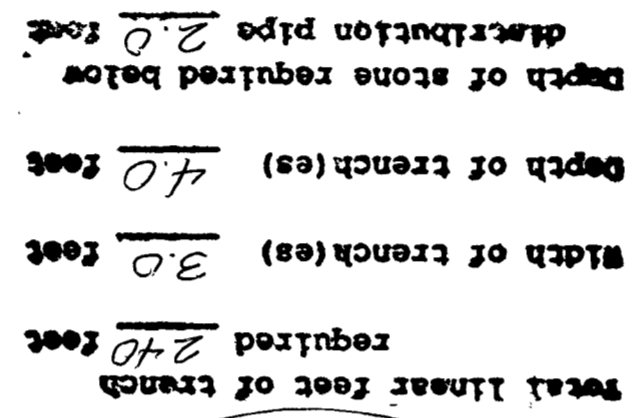 Total linear feet of trench
required 240 feet
Width of trench(es) 3.0 feet
Depth of trench(es) 4.0 feet
Depth of stone required below
distribution pipe 2.0 feet